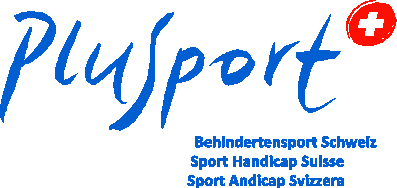 PluSport
Behindertensport Schweiz
Sport Handicap Suisse
Sport Andicap Svizzera